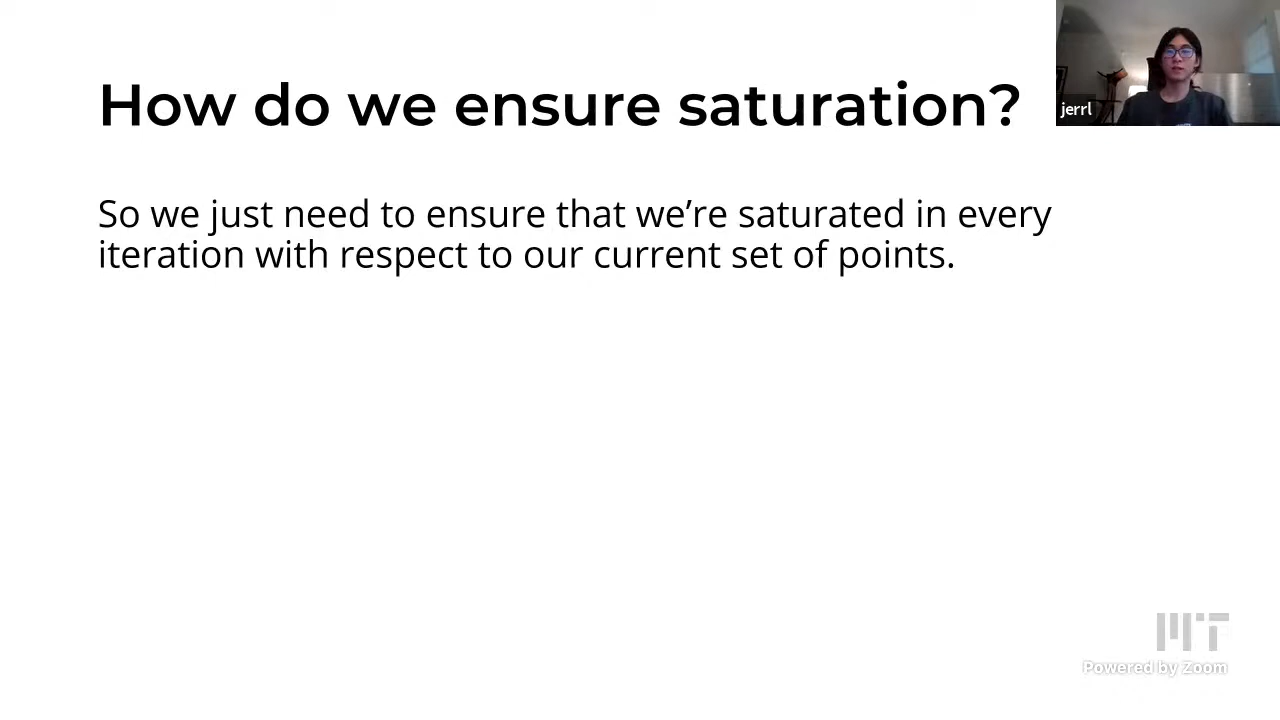 How do we ensure saturation?
jerrl
So we just need to ensure that we’re saturated in every
iteration with respect to our current set of points.
MIT
Powered by Zoom